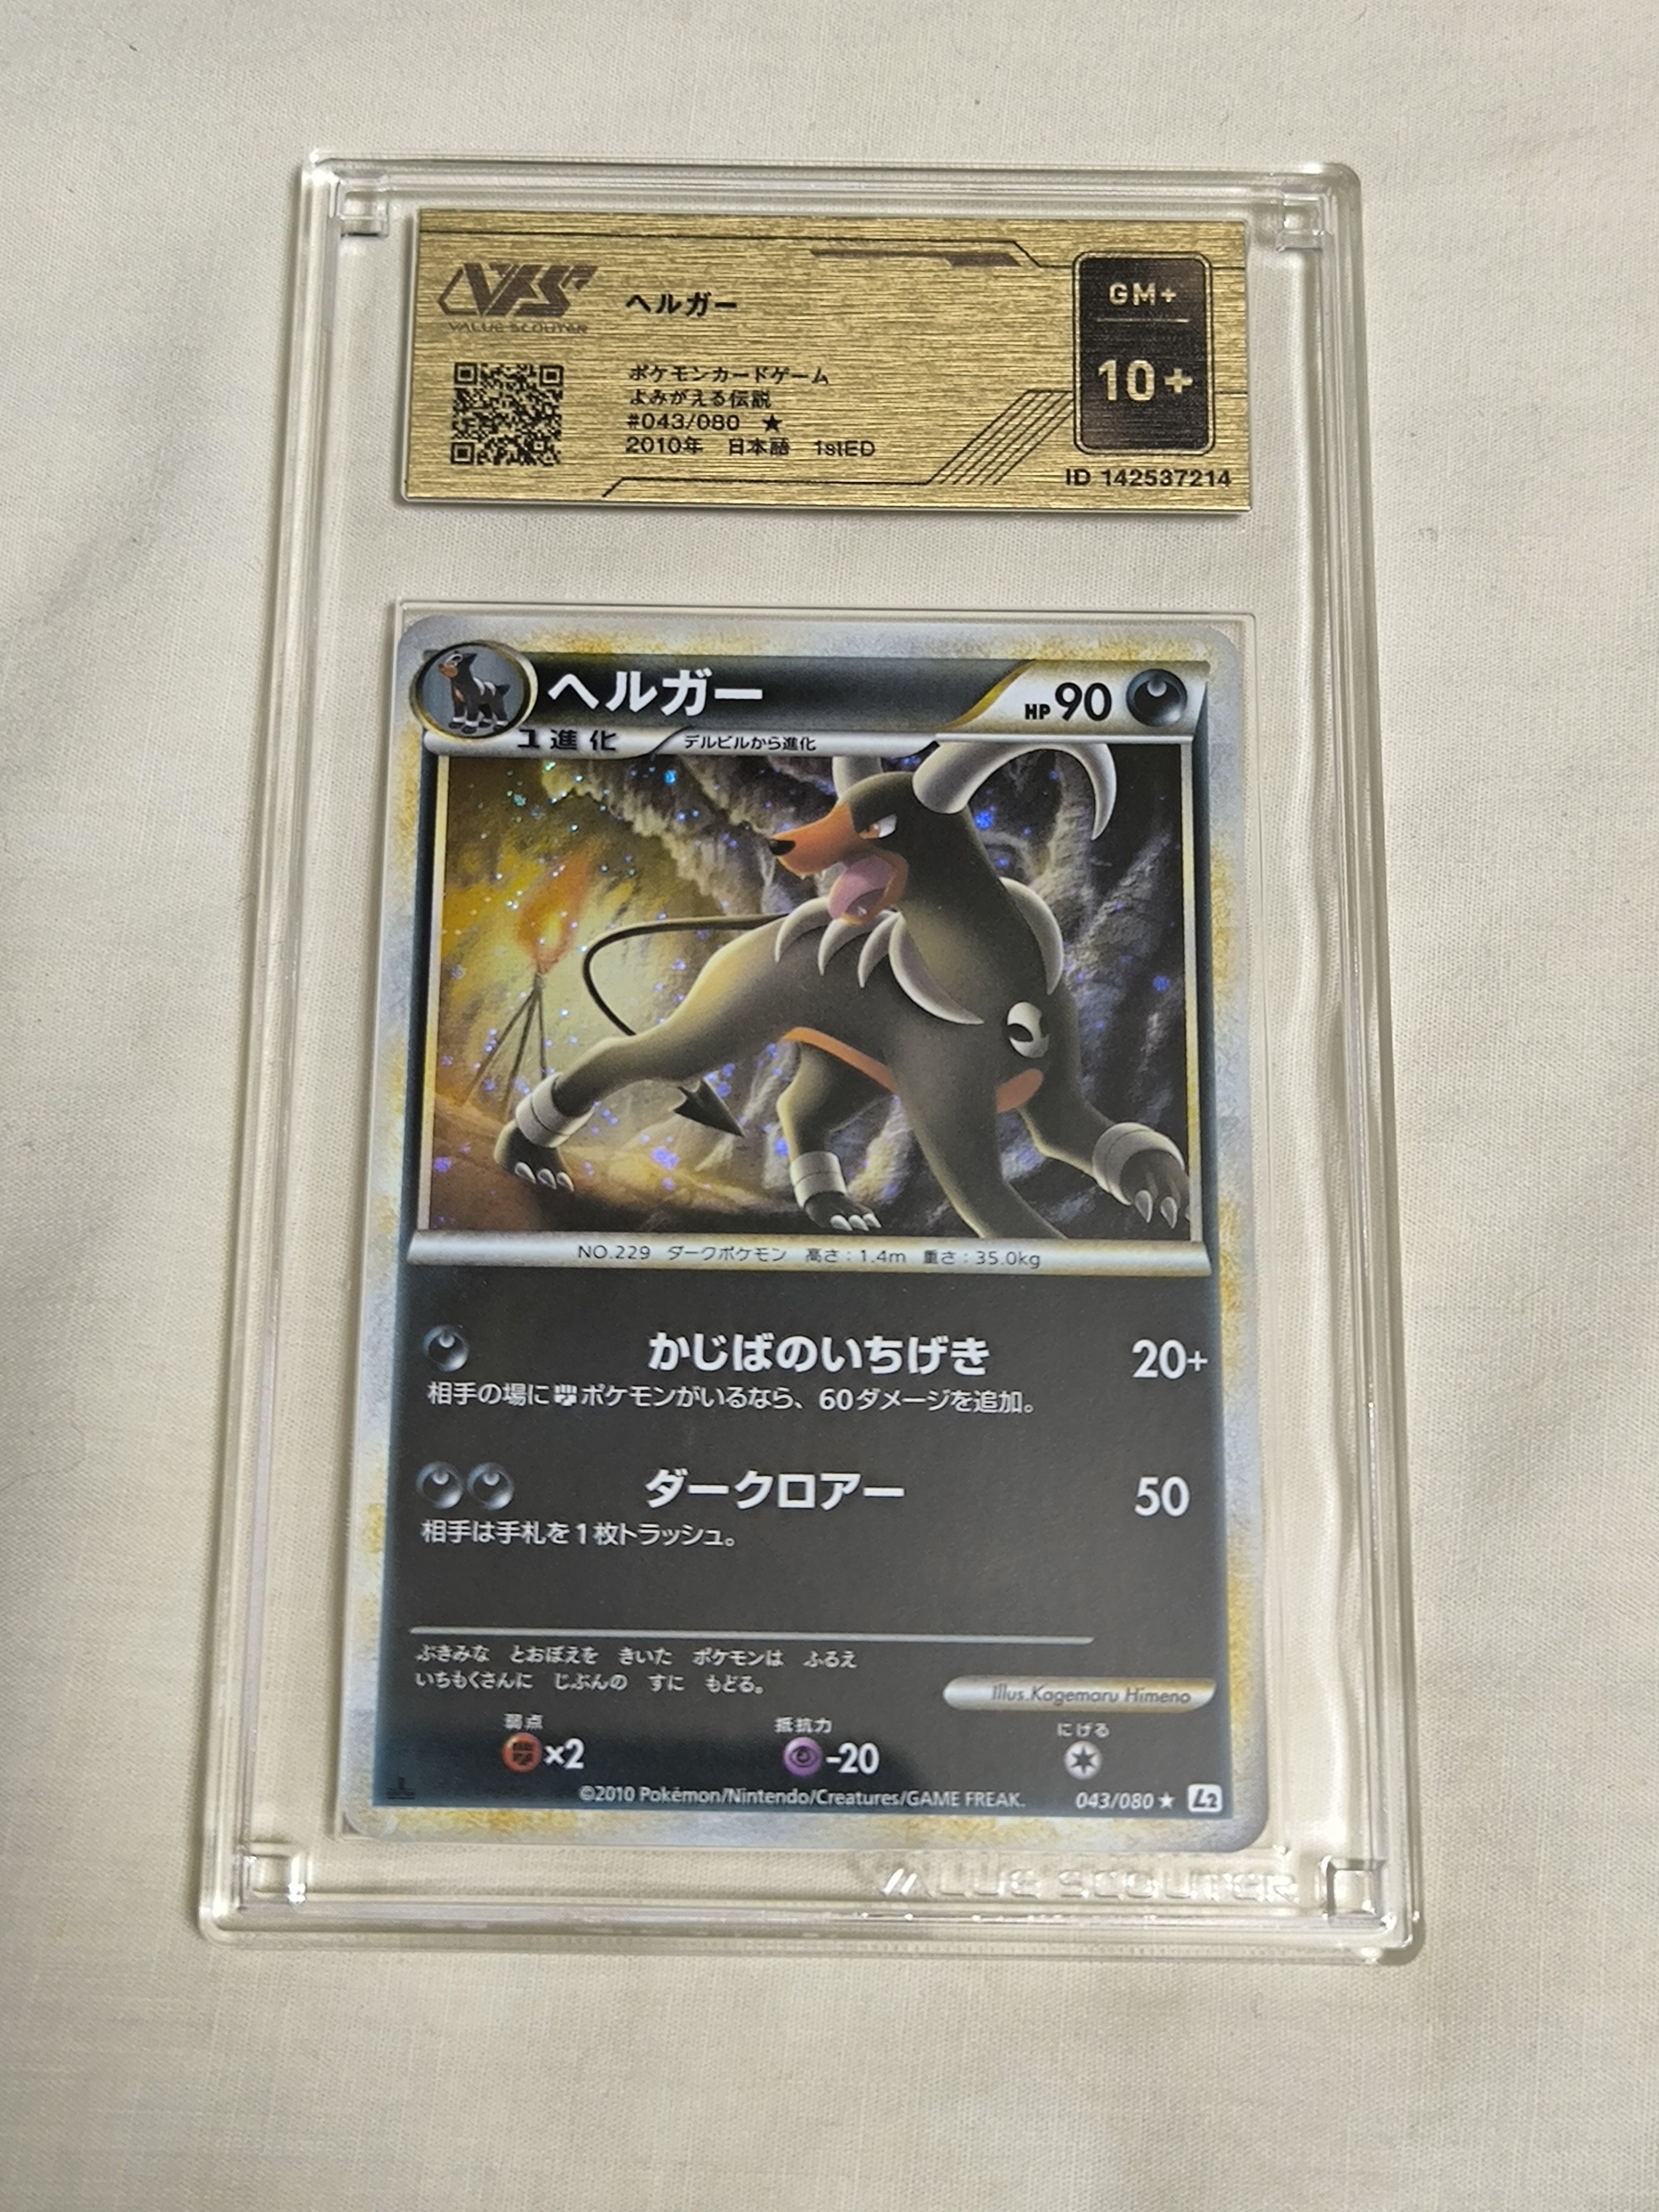 VFS
VALUE SCOUTER
ヘルガー
GM+
10+
ポケモンカードゲーム
よみがえる伝説
#043/080 ★
2010年 日本語 1stED
ID 142537214
ヘルガー
HP90
1進化
デルビルから進化
NO.229 ダークポケモン 高さ：1.4m 重さ：35.0kg
かじばのいちげき 20+
相手の場にポケモンがいるなら、60ダメージを追加。
ダークロアー 50
相手は手札を1枚トラッシュ。
ぶきみな とおぼえを きいた ポケモンは ふるえ
いちもくさんに じぶんの すに もどる。
Illus.Kagemaru Himeno
弱点 抵抗力 にげる
×2 -20
©2010 Pokémon/Nintendo/Creatures/GAME FREAK. 043/080 ★ L2
VALUE SCOUTER